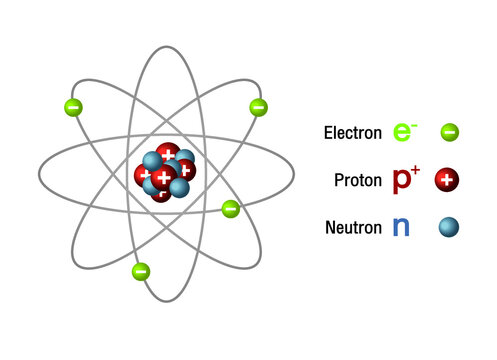 Electron e⁻ −
Proton p⁺ +
Neutron n